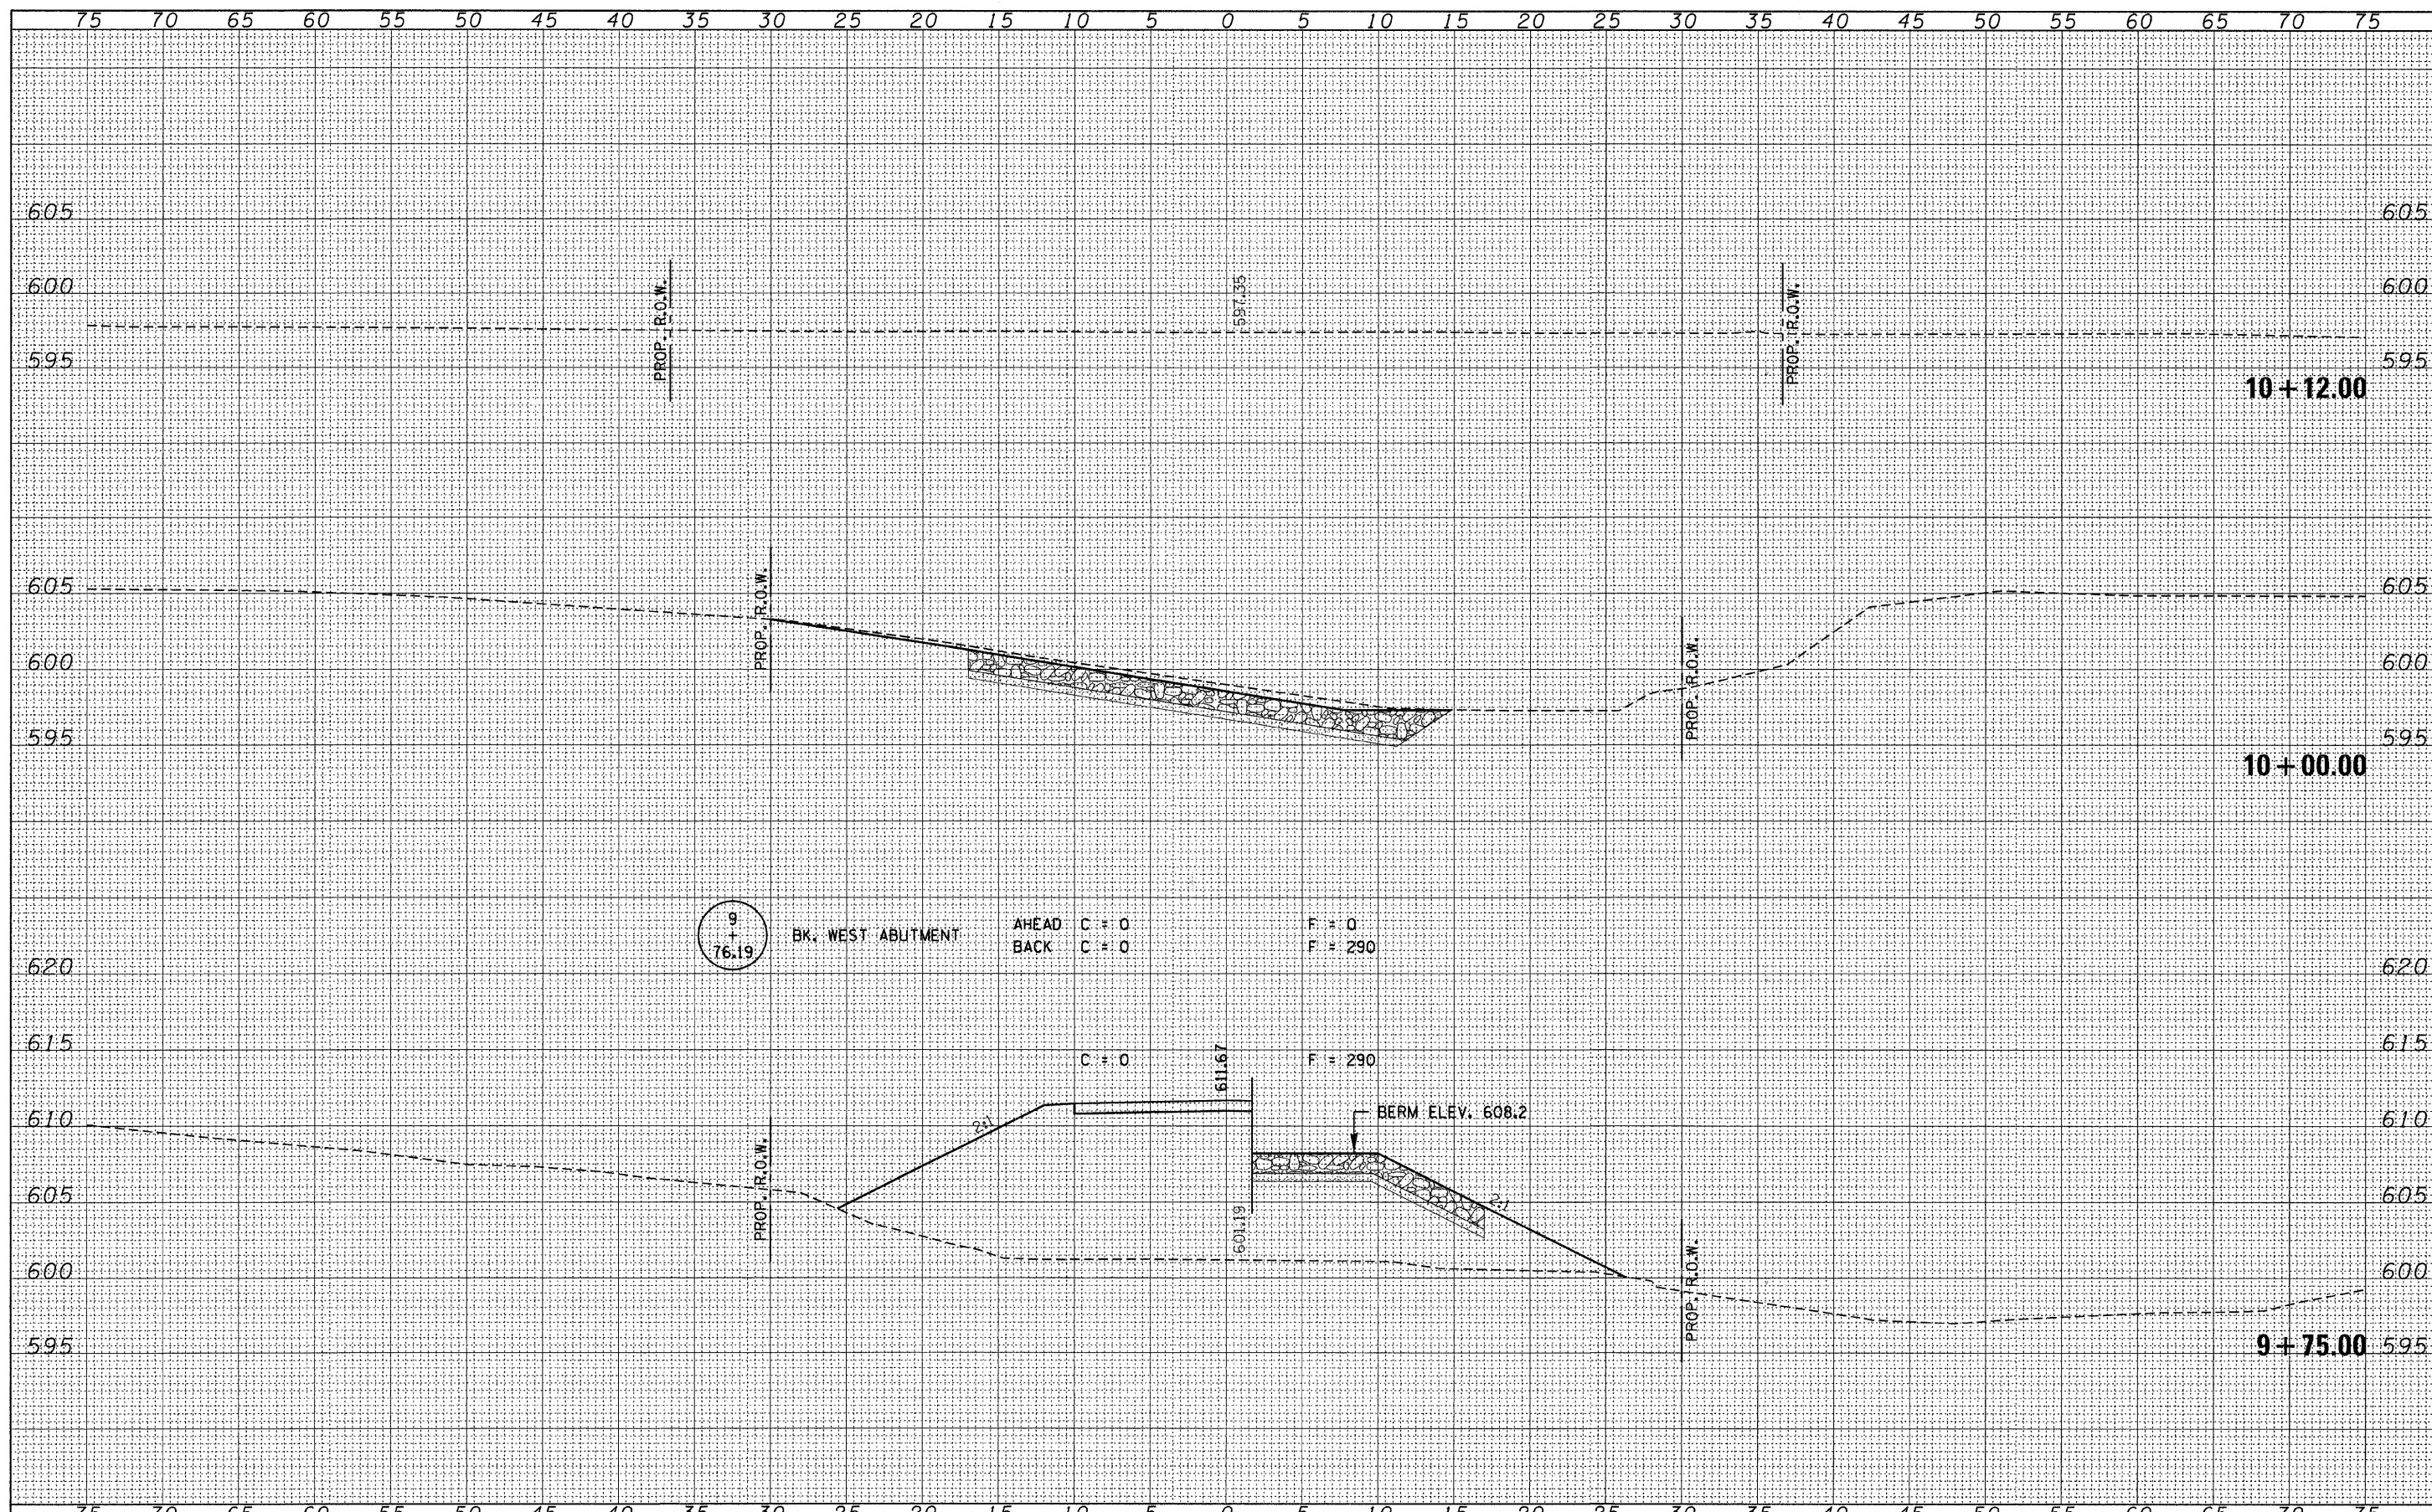 75 70 65 60 55 50 45 40 35 30 25 20 15 10 5 0 5 10 15 20 25 30 35 40 45 50 55 60 65 70 75
605 605
600 PROP. R.O.W. 597.35 PROP. R.O.W. 600
595 595
10+12.00
605 PROP. R.O.W. 605
600 PROP. R.O.W. 600
595 595
10+00.00
9 + 76.19 BK. WEST ABUTMENT
AHEAD C = 0 F = 0
BACK C = 0 F = 290
620 620
615 615
C = 0 F = 290
611.67
BERM ELEV. 608.2
610 2:1 610
PROP. R.O.W.
605 2:1 605
601.19
600 PROP. R.O.W. 600
595 9+75.00 595
75 70 65 60 55 50 45 40 35 30 25 20 15 10 5 0 5 10 15 20 25 30 35 40 45 50 55 60 65 70 75